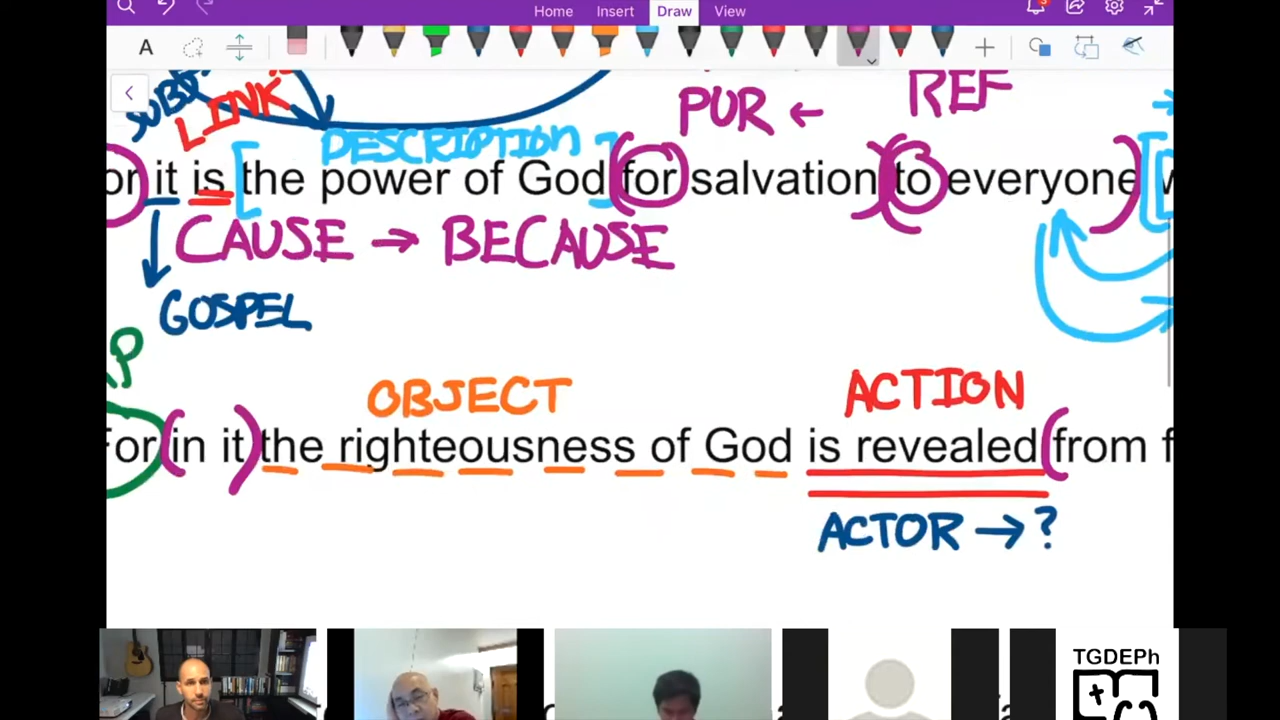 Home Insert Draw View
A
SUBJ LINK PUR ← REF
DESCRIPTION
or it is [the power of God] (for salvation) (to everyone) [w
CAUSE → BECAUSE
GOSPEL
OBJECT ACTION
For (in it) the righteousness of God is revealed (from f
ACTOR → ?
TGDEPh